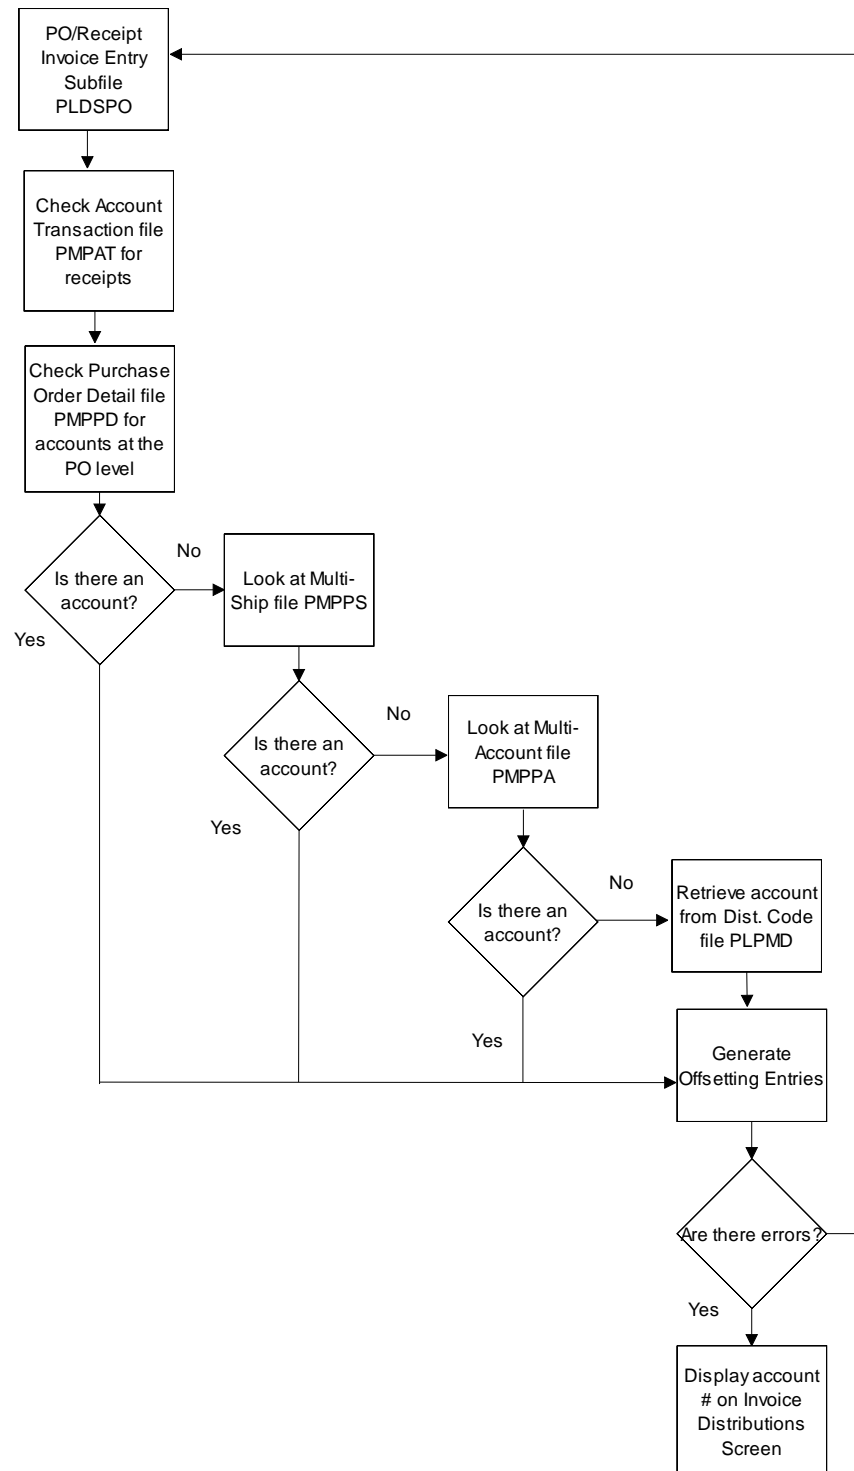 PO/Receipt
Invoice Entry
Subfile
PLDSPO
Check Account
Transaction file
PMPAT for
receipts
Check Purchase
Order Detail file
PMPPD for
accounts at the
PO level
Is there an
account?
No
Yes
Look at Multi-
Ship file PMPPS
Is there an
account?
No
Yes
Look at Multi-
Account file
PMPPA
Is there an
account?
No
Yes
Retrieve account
from Dist. Code
file PLPMD
Generate
Offsetting Entries
Are there errors?
Yes
Display account
# on Invoice
Distributions
Screen